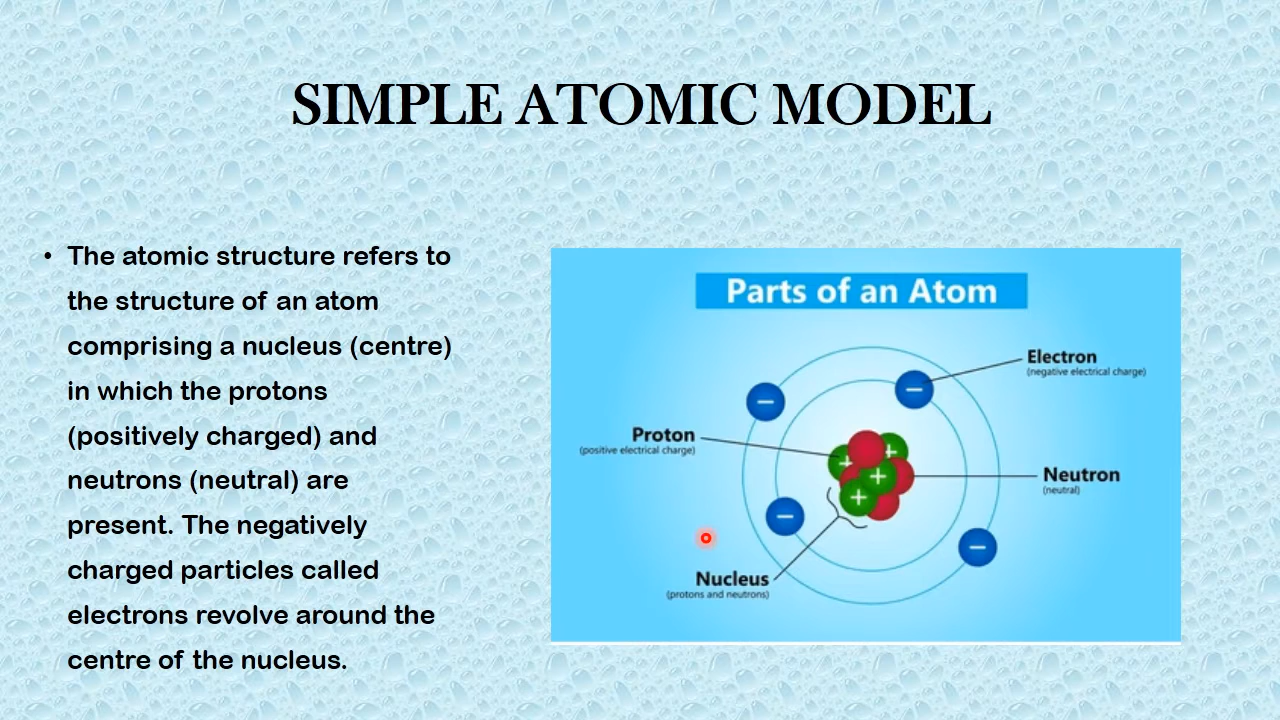 SIMPLE ATOMIC MODEL
• The atomic structure refers to
the structure of an atom
comprising a nucleus (centre)
in which the protons
(positively charged) and
neutrons (neutral) are
present. The negatively
charged particles called
electrons revolve around the
centre of the nucleus.
Parts of an Atom
Electron
(negative electrical charge)
Proton
(positive electrical charge)
Neutron
(neutral)
Nucleus
(protons and neutrons)